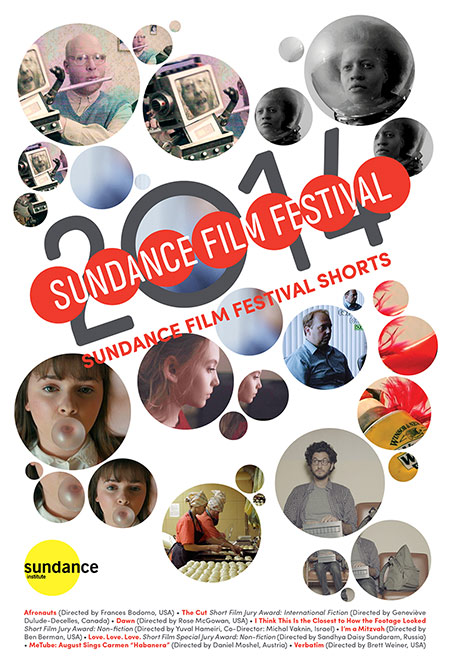 2014
SUNDANCE FILM FESTIVAL
SUNDANCE FILM FESTIVAL SHORTS
sundance
institute
Afronauts (Directed by Frances Bodomo, USA) • The Cut Short Film Jury Award: International Fiction (Directed by Geneviève
Dulude-Decelles, Canada) • Dawn (Directed by Rose McGowan, USA) • I Think This Is the Closest to How the Footage Looked
Short Film Jury Award: Non-fiction (Directed by Yuval Hameiri, Co-Director: Michal Vaknin, Israel) • I'm a Mitzvah (Directed by
Ben Berman, USA) • Love. Love. Love. Short Film Special Jury Award: Non-fiction (Directed by Sandhya Daisy Sundaram, Russia)
• MeTube: August Sings Carmen "Habanera" (Directed by Daniel Moshel, Austria) • Verbatim (Directed by Brett Weiner, USA)